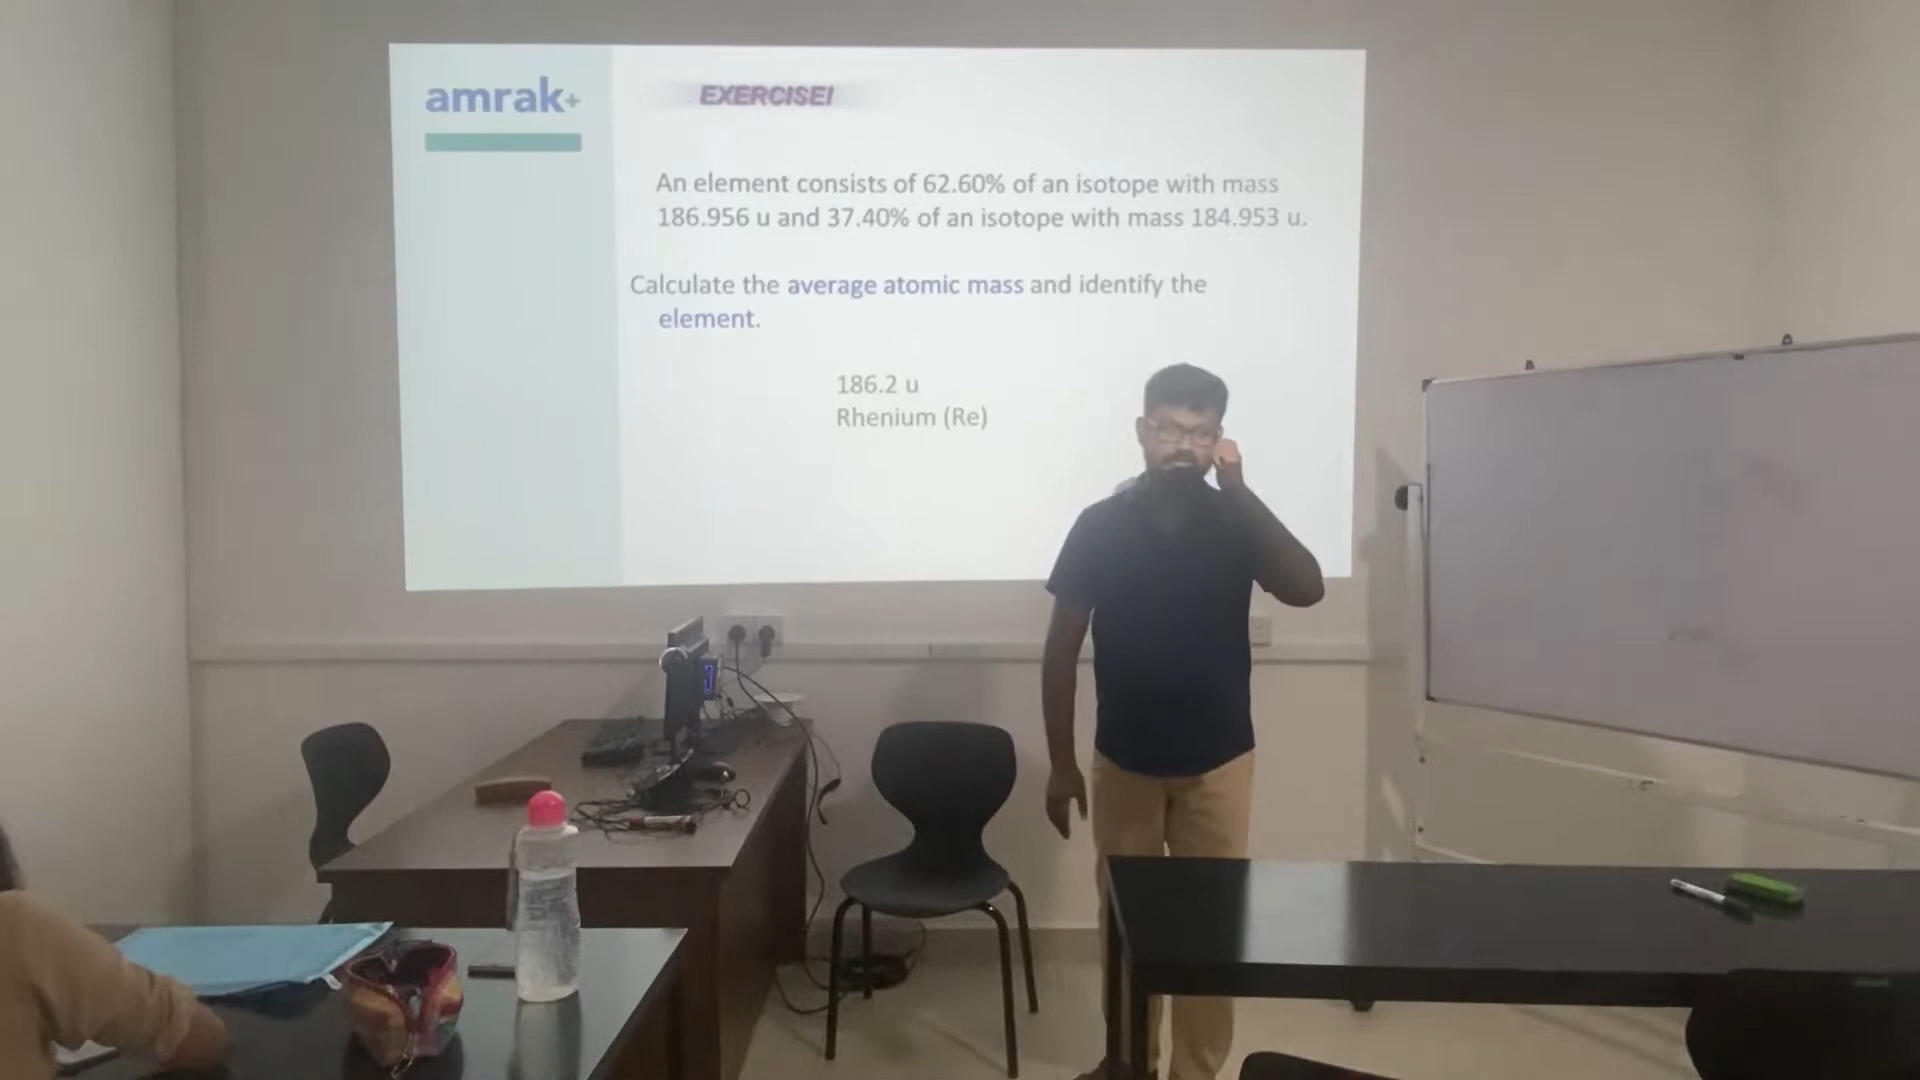 amrak+
EXERCISE!
An element consists of 62.60% of an isotope with mass
186.956 u and 37.40% of an isotope with mass 184.953 u.
Calculate the average atomic mass and identify the
element.
186.2 u
Rhenium (Re)